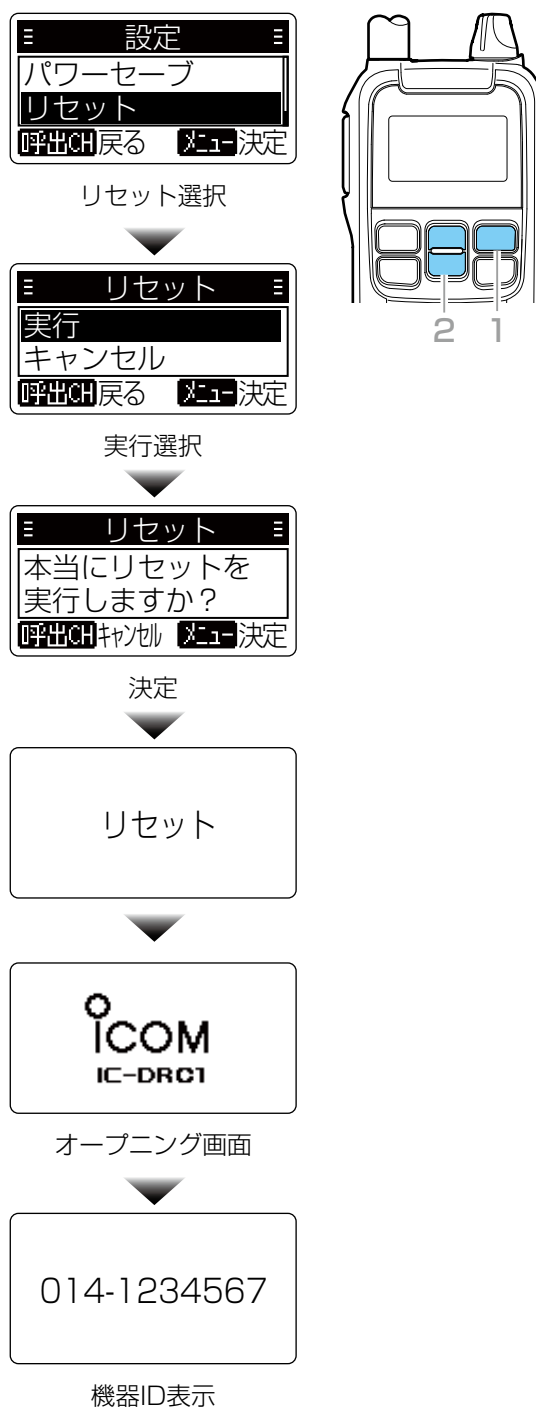 設定
パワーセーブ
リセット
呼出CH戻る メニュー決定
リセット選択
リセット
実行
キャンセル
呼出CH戻る メニュー決定
実行選択
リセット
本当にリセットを
実行しますか？
呼出CHキャンセル メニュー決定
決定
リセット
ICOM
IC-DRC1
オープニング画面
014-1234567
機器ID表示
2 1